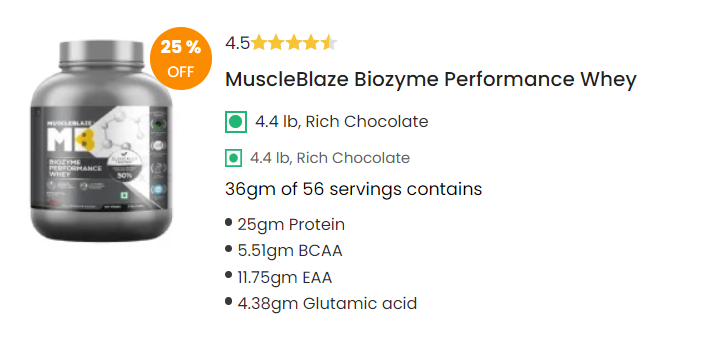 25 %
OFF
4.5
MuscleBlaze Biozyme Performance Whey
4.4 lb, Rich Chocolate
4.4 lb, Rich Chocolate
36gm of 56 servings contains
25gm Protein
5.51gm BCAA
11.75gm EAA
4.38gm Glutamic acid
MUSCLEBLAZE
MB
BIOZYME
PERFORMANCE
WHEY
50%